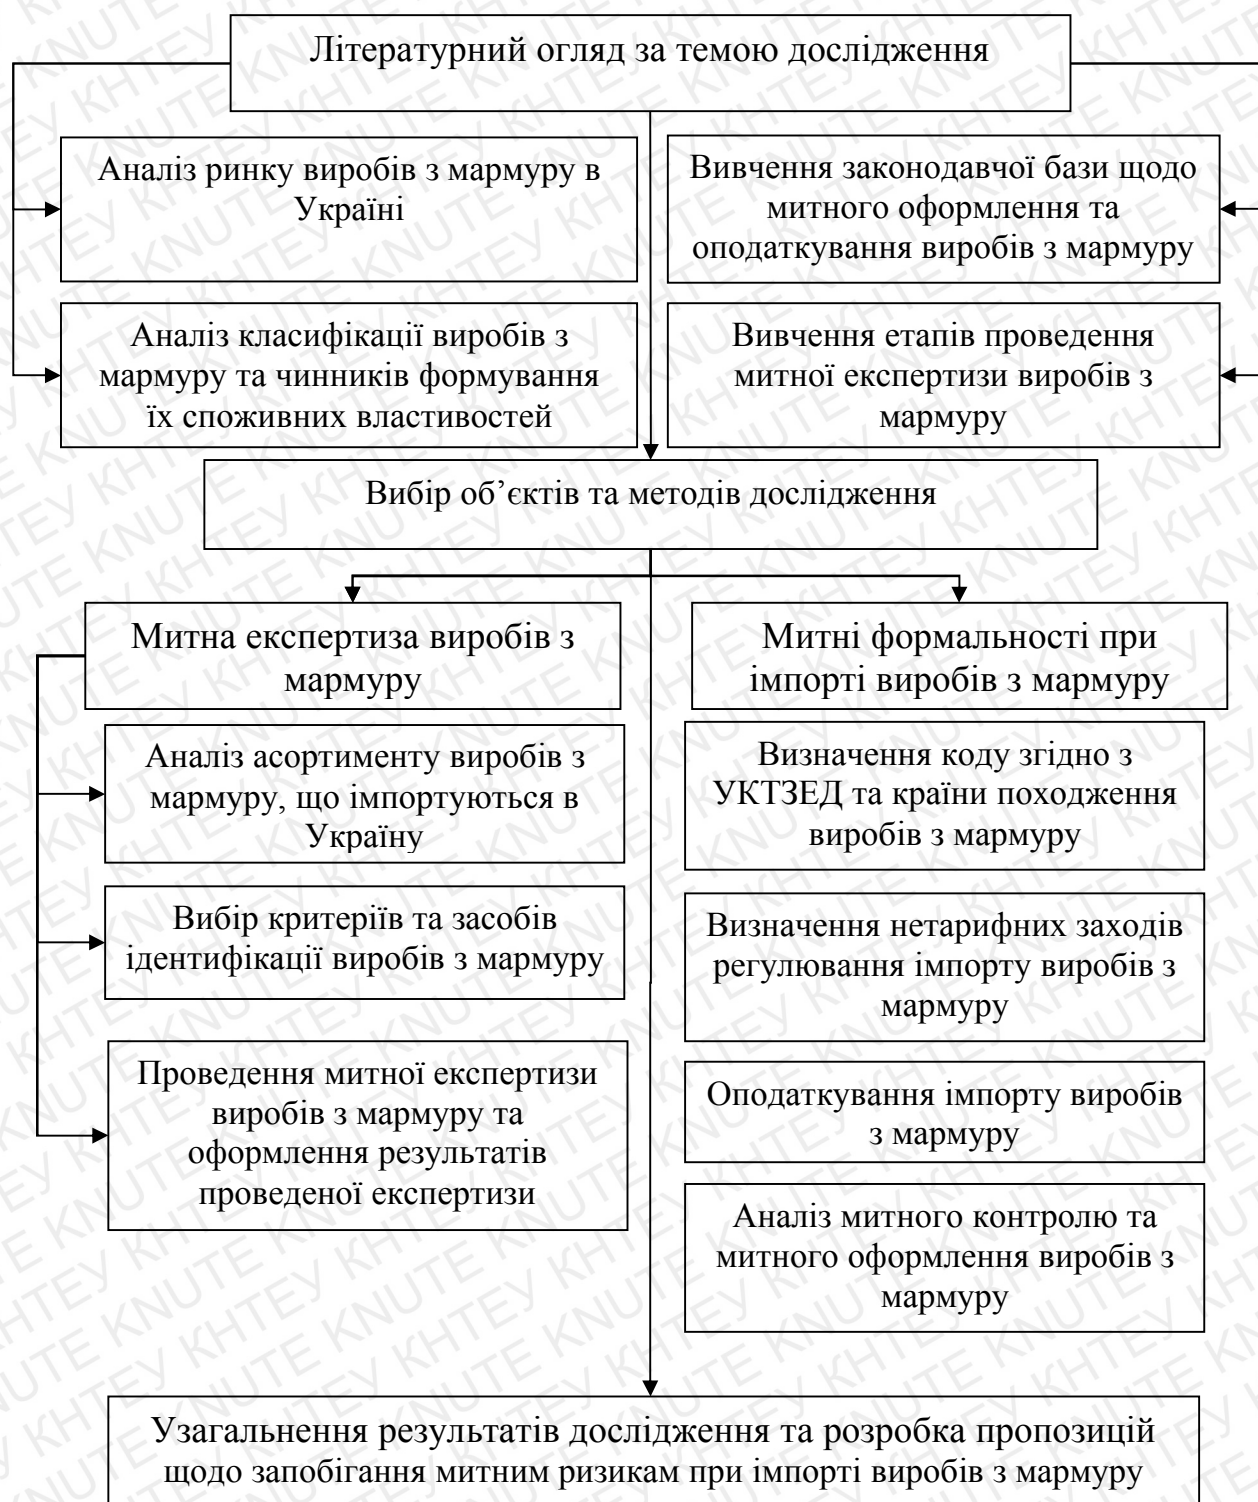 Літературний огляд за темою дослідження
Аналіз ринку виробів з мармуру в
Україні
Вивчення законодавчої бази щодо
митного оформлення та
оподаткування виробів з мармуру
Аналіз класифікації виробів з
мармуру та чинників формування
їх споживних властивостей
Вивчення етапів проведення
митної експертизи виробів з
мармуру
Вибір об’єктів та методів дослідження
Митна експертиза виробів з
мармуру
Аналіз асортименту виробів з
мармуру, що імпортуються в
Україну
Вибір критеріїв та засобів
ідентифікації виробів з мармуру
Проведення митної експертизи
виробів з мармуру та
оформлення результатів
проведеної експертизи
Митні формальності при
імпорті виробів з мармуру
Визначення коду згідно з
УКТЗЕД та країни походження
виробів з мармуру
Визначення нетарифних заходів
регулювання імпорту виробів з
мармуру
Оподаткування імпорту виробів
з мармуру
Аналіз митного контролю та
митного оформлення виробів з
мармуру
Узагальнення результатів дослідження та розробка пропозицій
щодо запобігання митним ризикам при імпорті виробів з мармуру